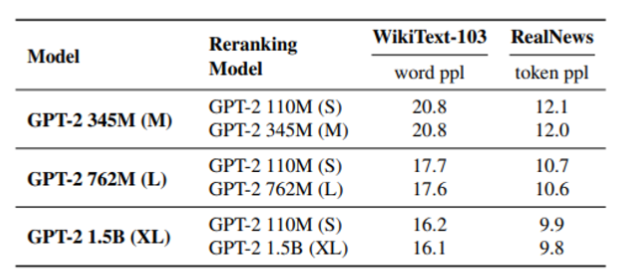 Model Reranking Model WikiText-103 RealNews
word ppl token ppl
GPT-2 345M (M) GPT-2 110M (S) 20.8 12.1
GPT-2 345M (M) 20.8 12.0
GPT-2 762M (L) GPT-2 110M (S) 17.7 10.7
GPT-2 762M (L) 17.6 10.6
GPT-2 1.5B (XL) GPT-2 110M (S) 16.2 9.9
GPT-2 1.5B (XL) 16.1 9.8